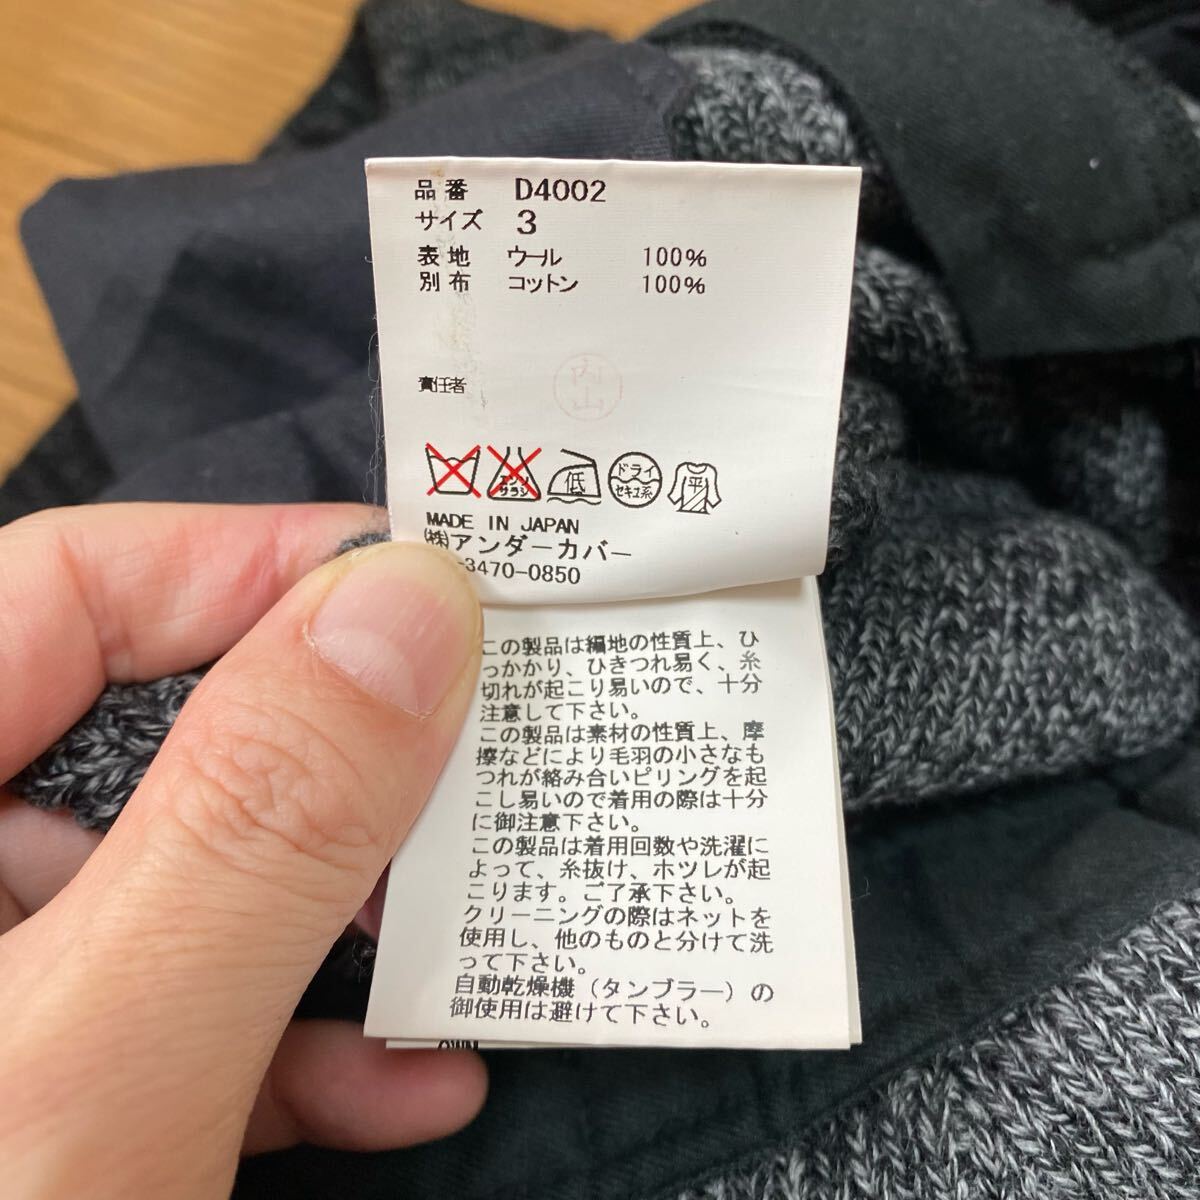 品番 D4002
サイズ 3
表地 ウール 100%
別布 コットン 100%
責任者
内山
エンソ サラシ
低
ドライ
セキユ系
平
MADE IN JAPAN
㈱アンダーカバー
-3470-0850
この製品は編地の性質上、ひ
っかかり、ひきつれ易く、糸
切れが起こり易いので、十分
注意して下さい。
この製品は素材の性質上、摩
擦などにより毛羽の小さなも
つれが絡み合いピリングを起
こし易いので着用の際は十分
に御注意下さい。
この製品は着用回数や洗濯に
よって、糸抜け、ホツレが起
こります。ご了承下さい。
クリーニングの際はネットを
使用し、他のものと分けて洗
って下さい。
自動乾燥機（タンブラー）の
御使用は避けて下さい。